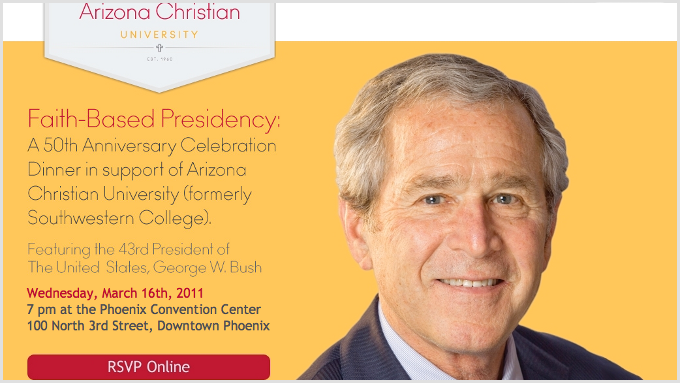 Arizona Christian
UNIVERSITY
Faith-Based Presidency:
A 50th Anniversary Celebration
Dinner in support of Arizona
Christian University (formerly
Southwestern College).
Featuring the 43rd President of
The United States, George W. Bush
Wednesday, March 16th, 2011
7 pm at the Phoenix Convention Center
100 North 3rd Street, Downtown Phoenix
RSVP Online